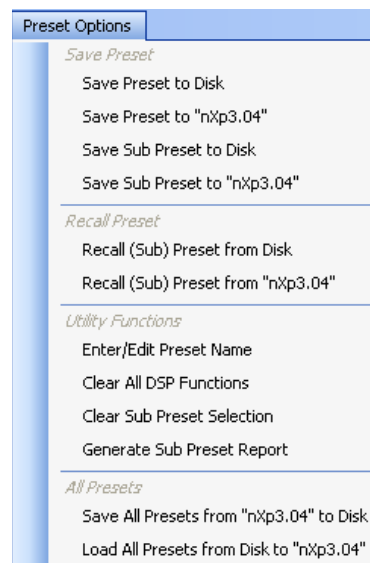 Preset Options
Save Preset
Save Preset to Disk
Save Preset to "nXp3.04"
Save Sub Preset to Disk
Save Sub Preset to "nXp3.04"
Recall Preset
Recall (Sub) Preset from Disk
Recall (Sub) Preset from "nXp3.04"
Utility Functions
Enter/Edit Preset Name
Clear All DSP Functions
Clear Sub Preset Selection
Generate Sub Preset Report
All Presets
Save All Presets from "nXp3.04" to Disk
Load All Presets from Disk to "nXp3.04"